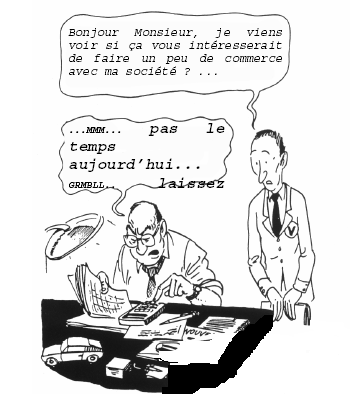 Bonjour Monsieur, je viens
voir si ça vous intéresserait
de faire un peu de commerce
avec ma société ? ...
...MMM... pas le
temps
aujourd'hui...
GRMBLL.. laissez